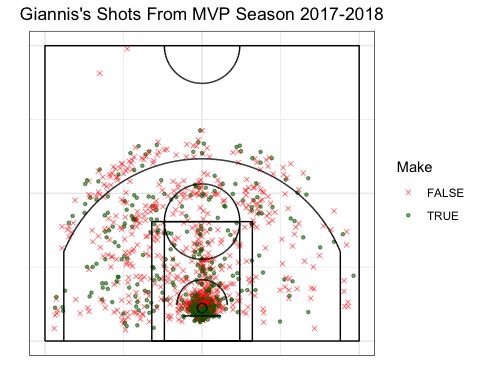 Giannis's Shots From MVP Season 2017-2018
Make
FALSE
TRUE